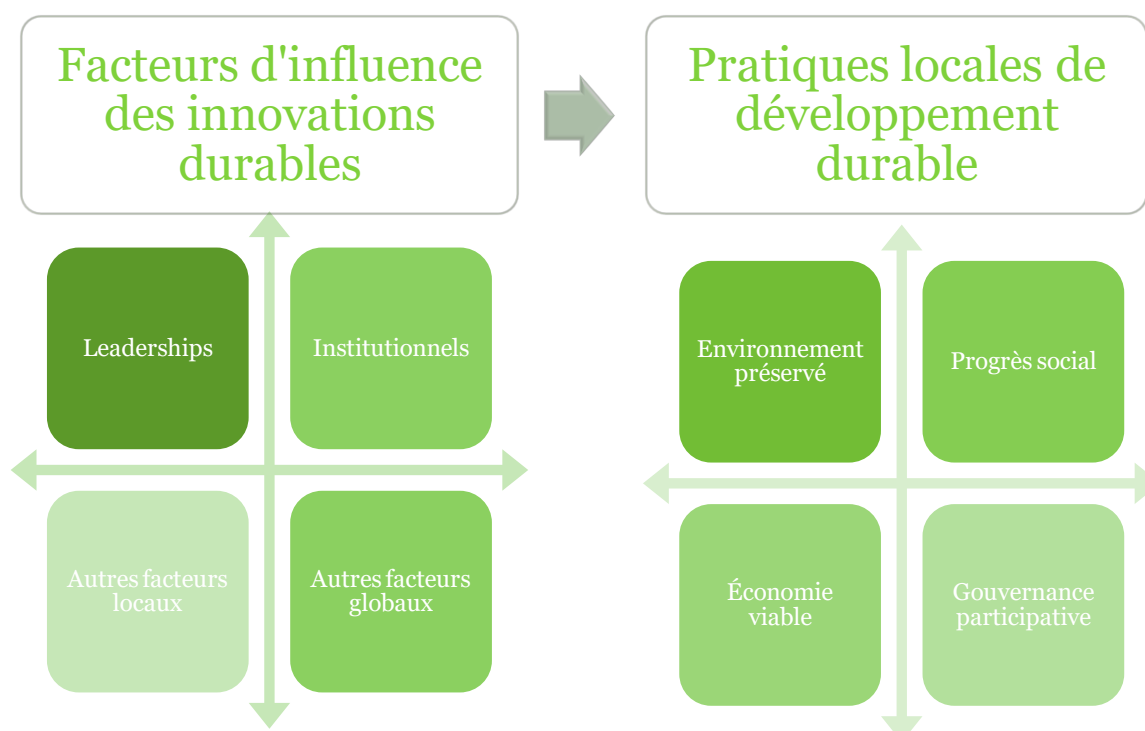 Facteurs d'influence
des innovations
durables
Pratiques locales de
développement
durable
Leaderships
Institutionnels
Autres facteurs
locaux
Autres facteurs
globaux
Environnement
préservé
Progrès social
Économie
viable
Gouvernance
participative